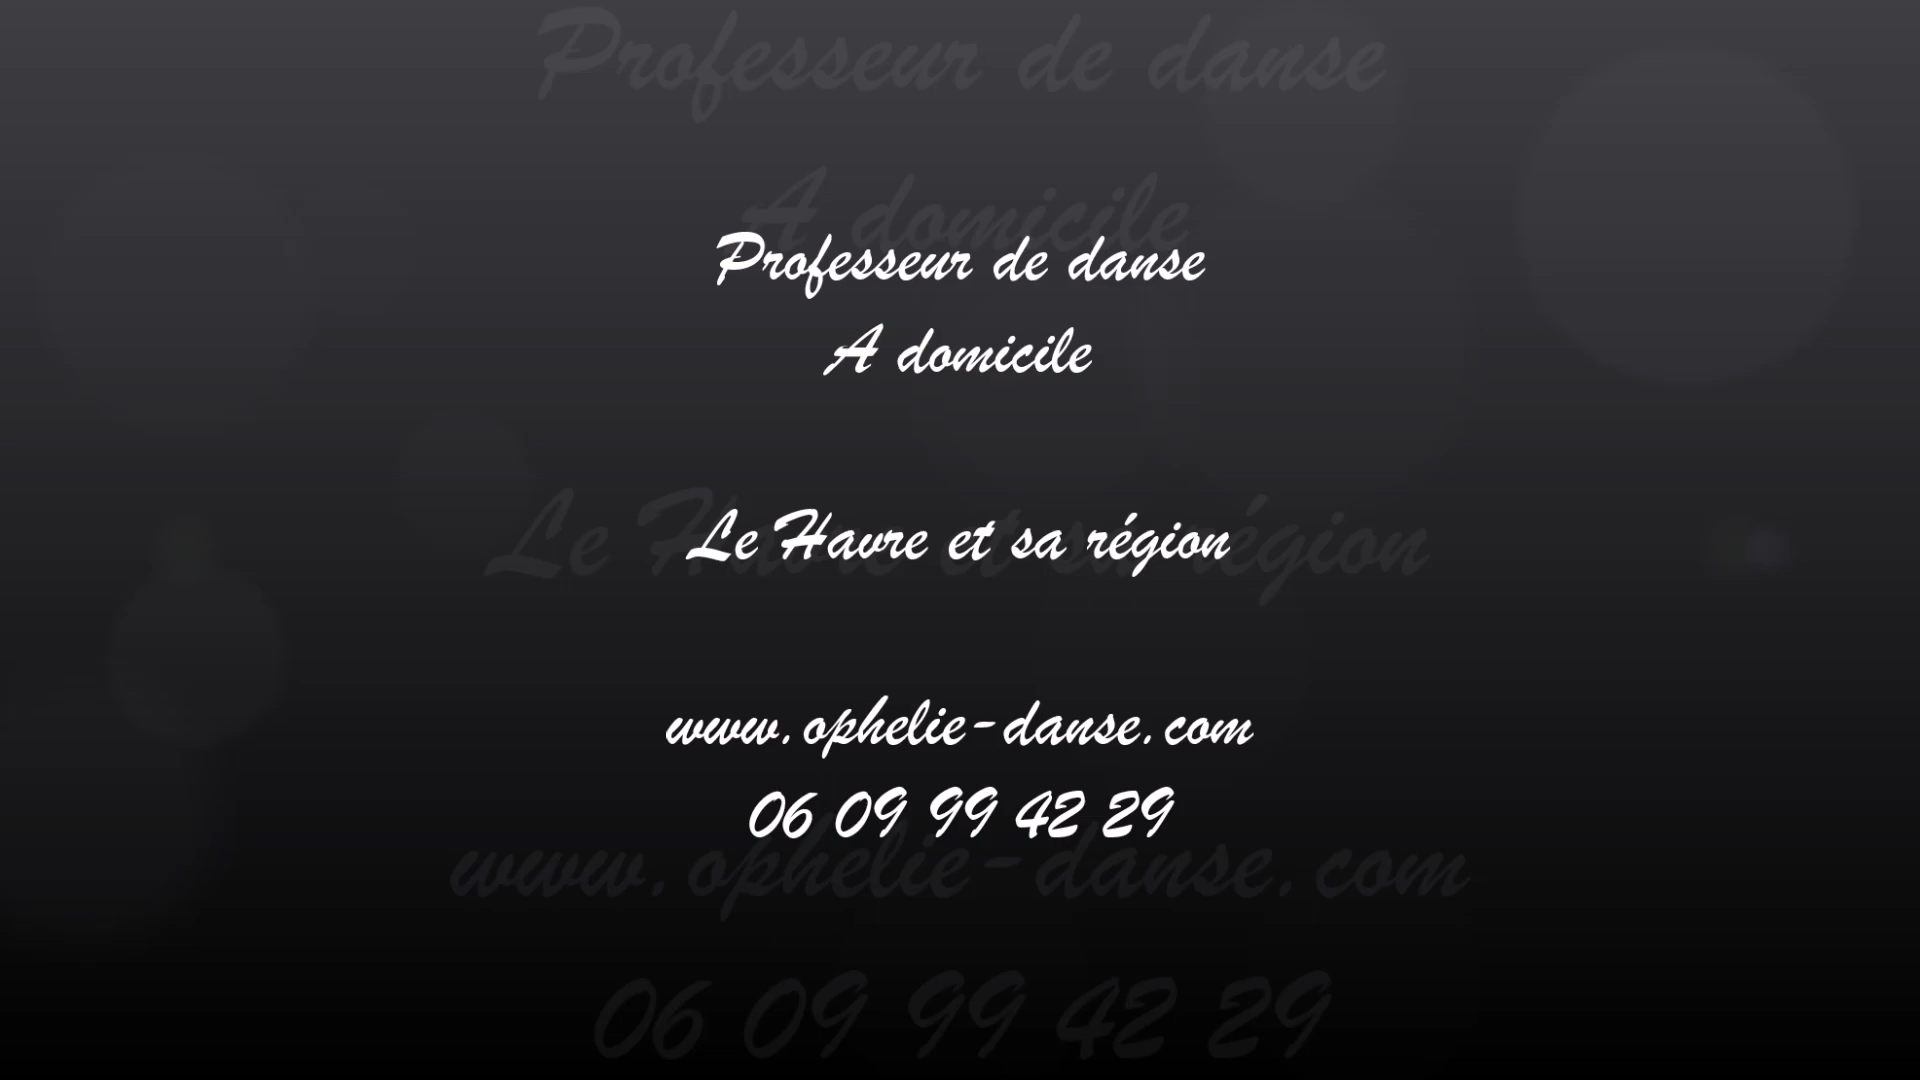 Professeur de danse
A domicile
Le Havre et sa région
www.ophelie-danse.com
06 09 99 42 29